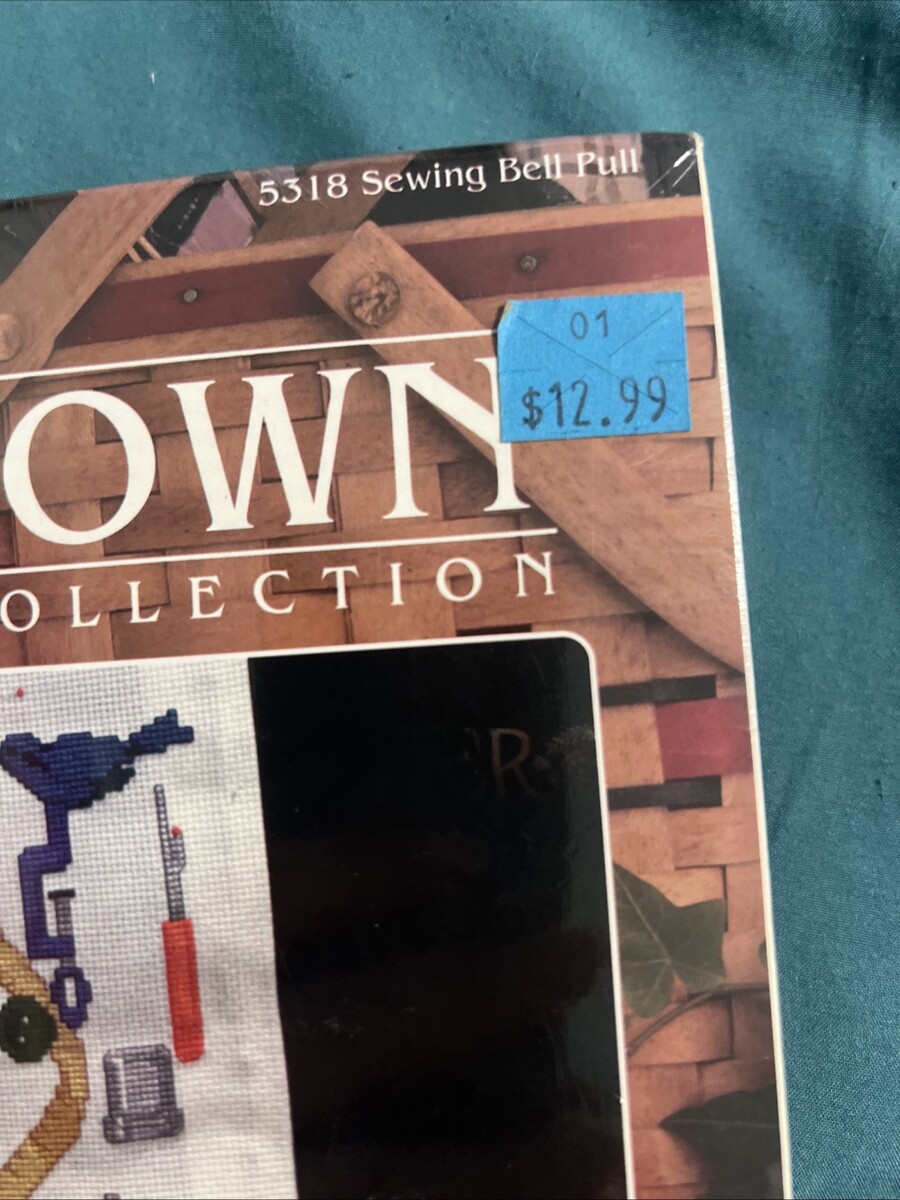 5318 Sewing Bell Pull
01
$12.99
OWN
OLLECTION
R